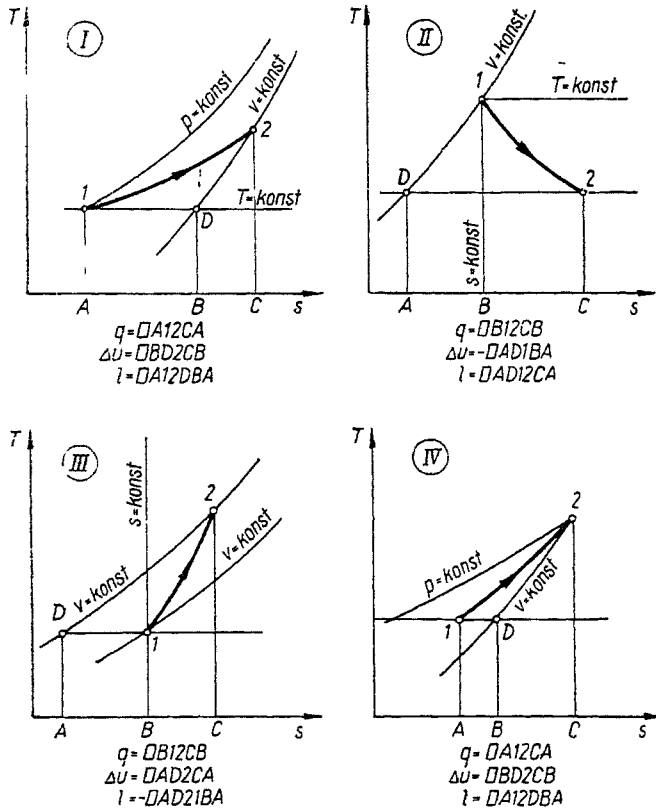 T
I
p=konst
v=konst
1
2
T=konst
D
A
B
C
s
q=□A12CA
Δu=□BD2CB
l=□A12DBA
T
II
v=konst.
1
T=konst
D
2
s=konst
A
B
C
s
q=□B12CB
Δu=-□AD1BA
l=□AD12CA
T
III
s=konst
2
v=konst
v=konst
D
1
A
B
C
s
q=□B12CB
Δu=□AD2CA
l=-□AD21BA
T
IV
2
p=konst
v=konst
1
D
A
B
C
s
q=□A12CA
Δu=□BD2CB
l=□A12DBA